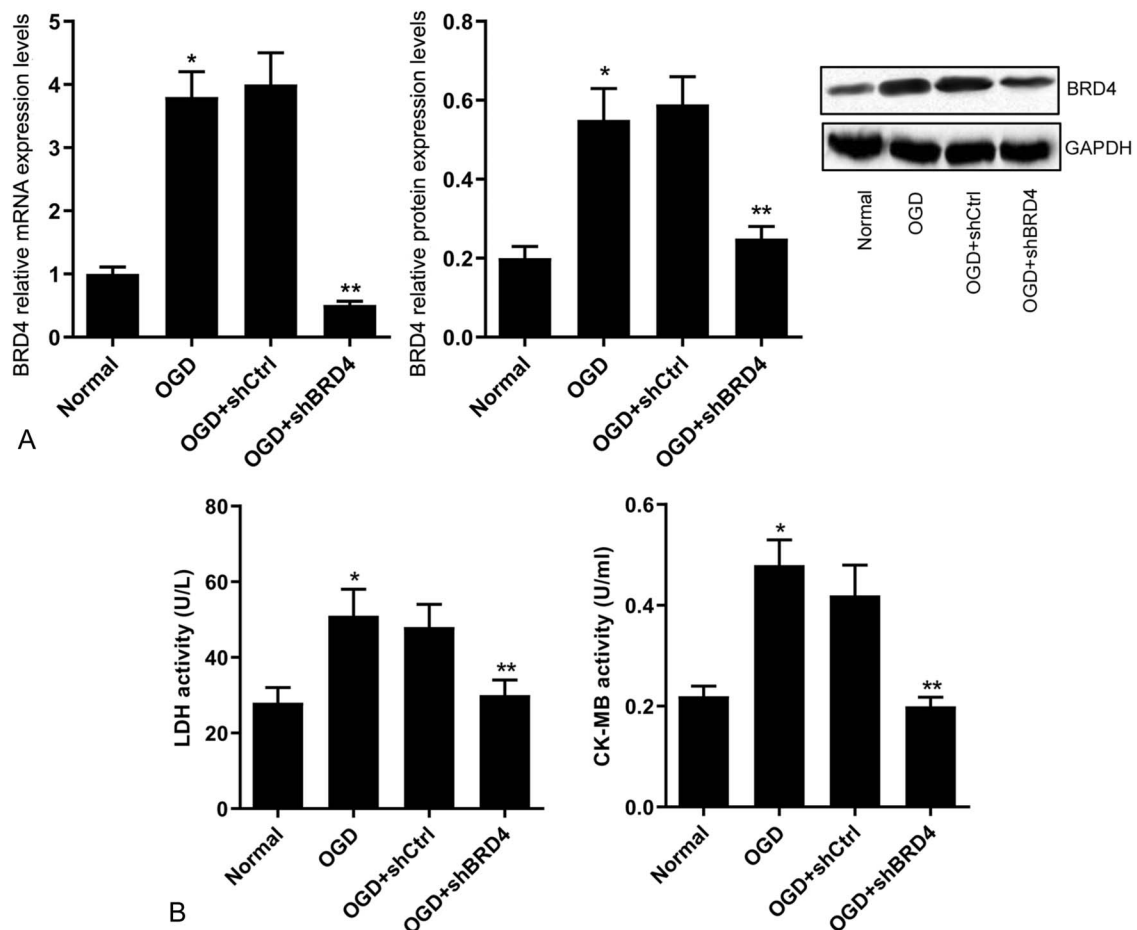 BRD4 relative mRNA expression levels
5
4
3
2
1
0
*
**
Normal
OGD
OGD+shCtrl
OGD+shBRD4
BRD4 relative protein expression levels
0.8
0.6
0.4
0.2
0.0
*
**
Normal
OGD
OGD+shCtrl
OGD+shBRD4
BRD4
GAPDH
Normal
OGD
OGD+shCtrl
OGD+shBRD4
A
LDH activity (U/L)
80
60
40
20
0
*
**
Normal
OGD
OGD+shCtrl
OGD+shBRD4
CK-MB activity (U/ml)
0.6
0.4
0.2
0.0
*
**
Normal
OGD
OGD+shCtrl
OGD+shBRD4
B